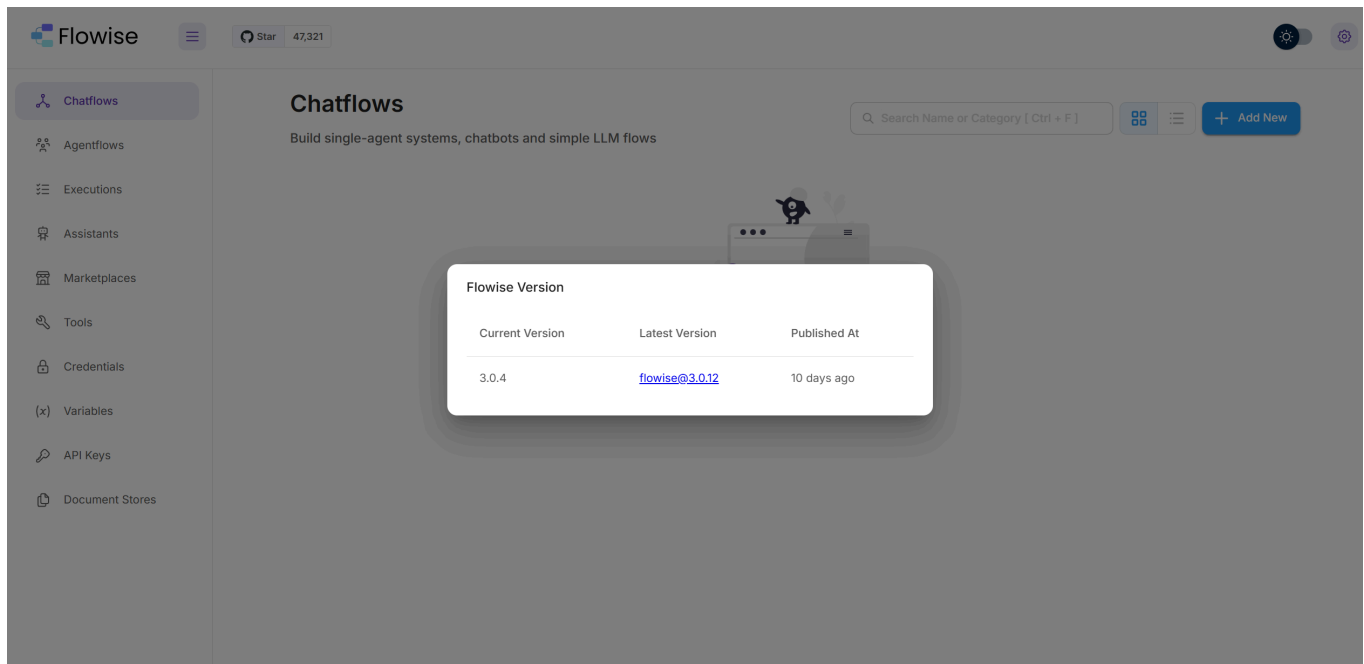 Flowise
Star 47,321
Chatflows
Agentflows
Executions
Assistants
Marketplaces
Tools
Credentials
(x) Variables
API Keys
Document Stores
Chatflows
Build single-agent systems, chatbots and simple LLM flows
Search Name or Category [ Ctrl + F ]
Add New
Flowise Version
Current Version Latest Version Published At
3.0.4 flowise@3.0.12 10 days ago